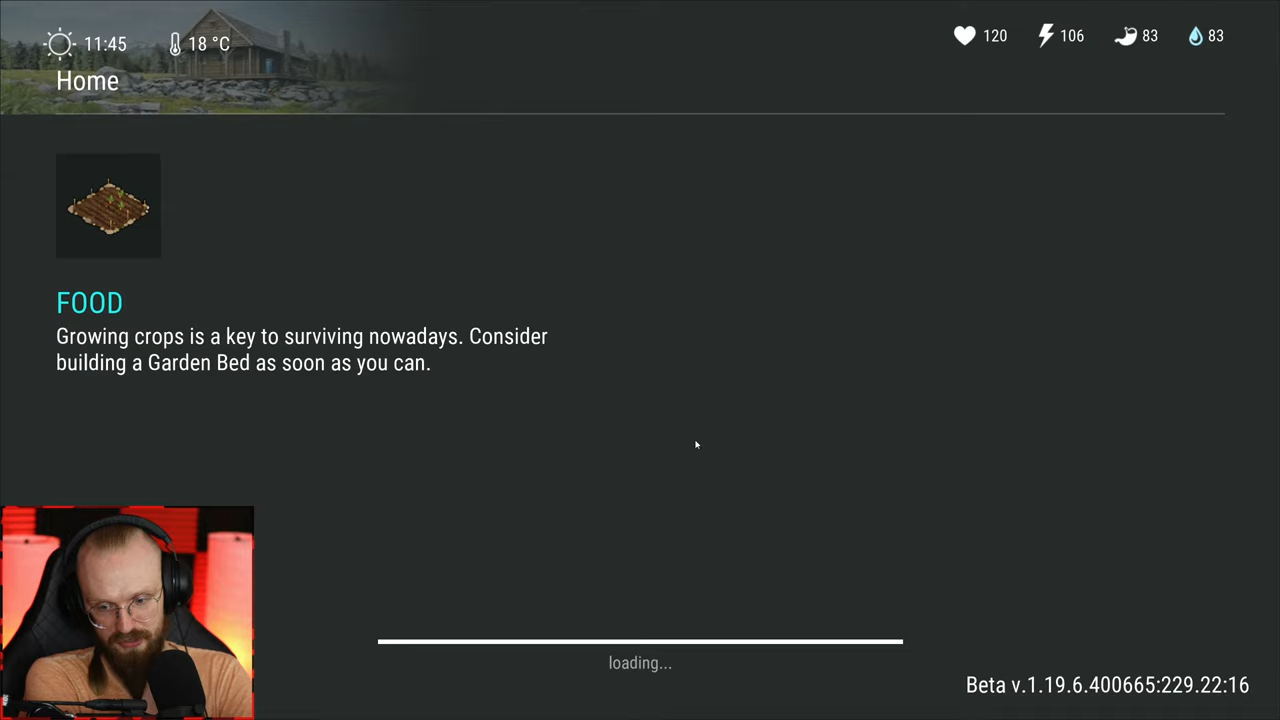 11:45 18 °C 120 106 83 83
Home
FOOD
Growing crops is a key to surviving nowadays. Consider
building a Garden Bed as soon as you can.
loading...
Beta v.1.19.6.400665:229.22:16